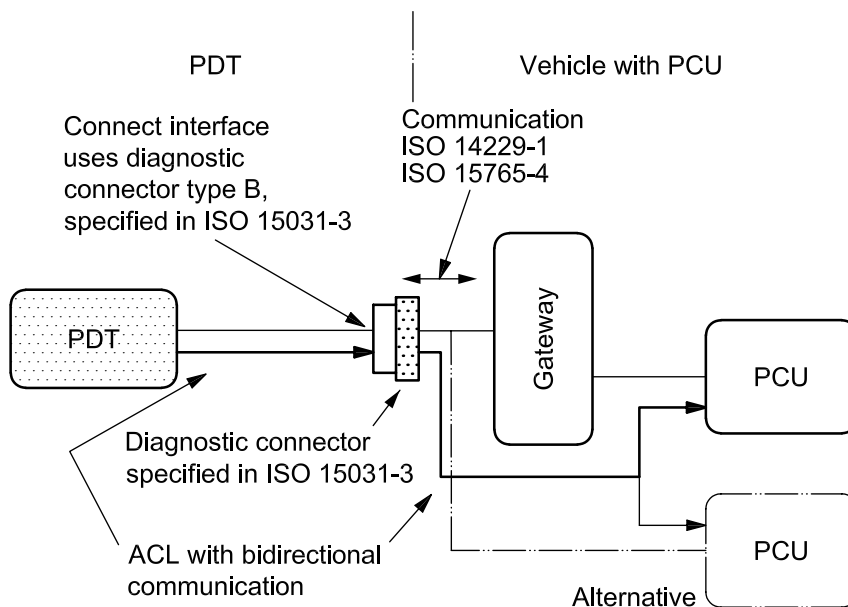 PDT
Vehicle with PCU
Connect interface
uses diagnostic
connector type B,
specified in ISO 15031-3
Communication
ISO 14229-1
ISO 15765-4
PDT
Gateway
PCU
Diagnostic connector
specified in ISO 15031-3
ACL with bidirectional
communication
PCU
Alternative